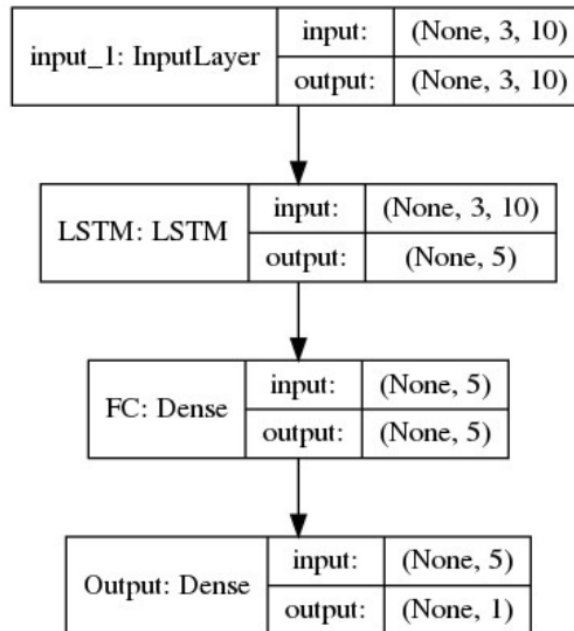 input_1: InputLayer
input: (None, 3, 10)
output: (None, 3, 10)
LSTM: LSTM
input: (None, 3, 10)
output: (None, 5)
FC: Dense
input: (None, 5)
output: (None, 5)
Output: Dense
input: (None, 5)
output: (None, 1)